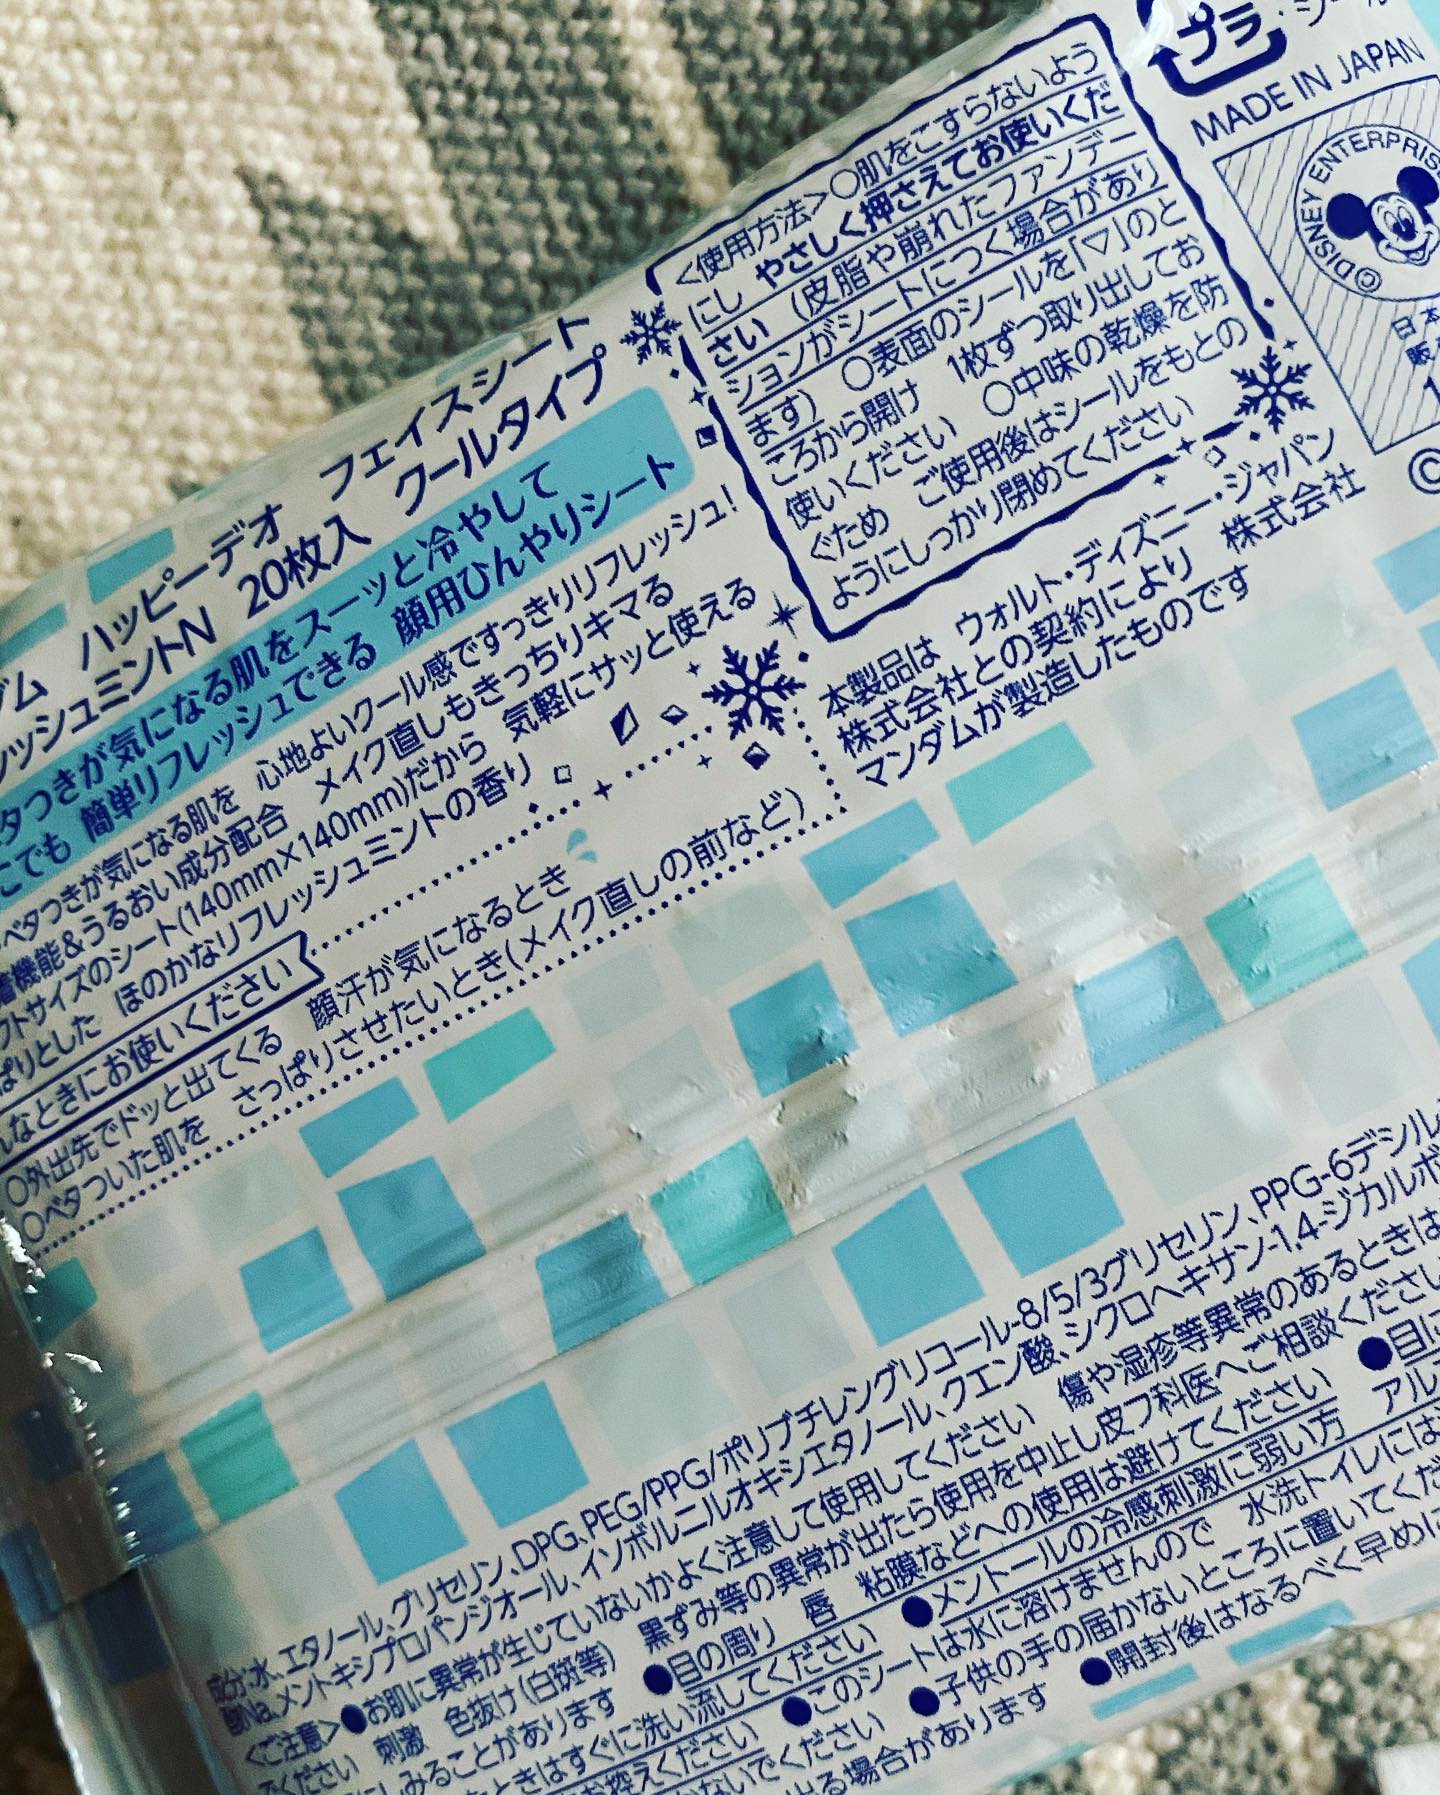 ダム ハッピーデオ フェイスシート
レッシュミントN 20枚入 クールタイプ
タつきが気になる肌をスーッと冷やして
こでも 簡単リフレッシュできる 顔用ひんやりシート
ベタつきが気になる肌を 心地よいクール感ですっきりリフレッシュ!
着機能&うるおい成分配合 メイク直しもきっちりキマる
フトサイズのシート(140mm×140mm)だから 気軽にサッと使える
ぱりとした ほのかなリフレッシュミントの香り
んなときにお使いください
○外出先でドッと出てくる 顔汗が気になるとき
○ベタついた肌を さっぱりさせたいとき(メイク直しの前など)
<使用方法>○肌をこすらないよう
にし やさしく押さえてお使いくだ
さい (皮脂や崩れたファンデー
ションがシートにつく場合があり
ます) ○表面のシールを「▽」のと
ころから開け 1枚ずつ取り出してお
使いください ○中味の乾燥を防
ぐため ご使用後はシールをもとの
ようにしっかり閉めてください
本製品は ウォルト・ディズニー・ジャパン
株式会社との契約により 株式会社
マンダムが製造したものです
プラ
MADE IN JAPAN
©DISNEY ENTERPRIS
日本
販
1
©
成分:水、エタノール、グリセリン、DPG、PEG/PPG/ポリブチレングリコール-8/5/3グリセリン、PPG-6デシル
酸Na、メントキシプロパンジオール、イソボルニルオキシエタノール、クエン酸、シクロヘキサン-1,4-ジカルボ
<ご注意>●お肌に異常が生じていないかよく注意して使用してください 傷や湿疹等異常のあるときは
ください 刺激 色抜け(白斑等) 黒ずみ等の異常が出たら使用を中止し皮フ科医へご相談ください
にしみることがあります ●目の周り 唇 粘膜などへの使用は避けてください ●目に
ときはすぐに洗い流してください ●メントールの冷感刺激に弱い方 アル
お控えください ●このシートは水に溶けませんので 水洗トイレには
ないでください ●子供の手の届かないところに置いてくだ
出る場合があります ●開封後はなるべく早めに